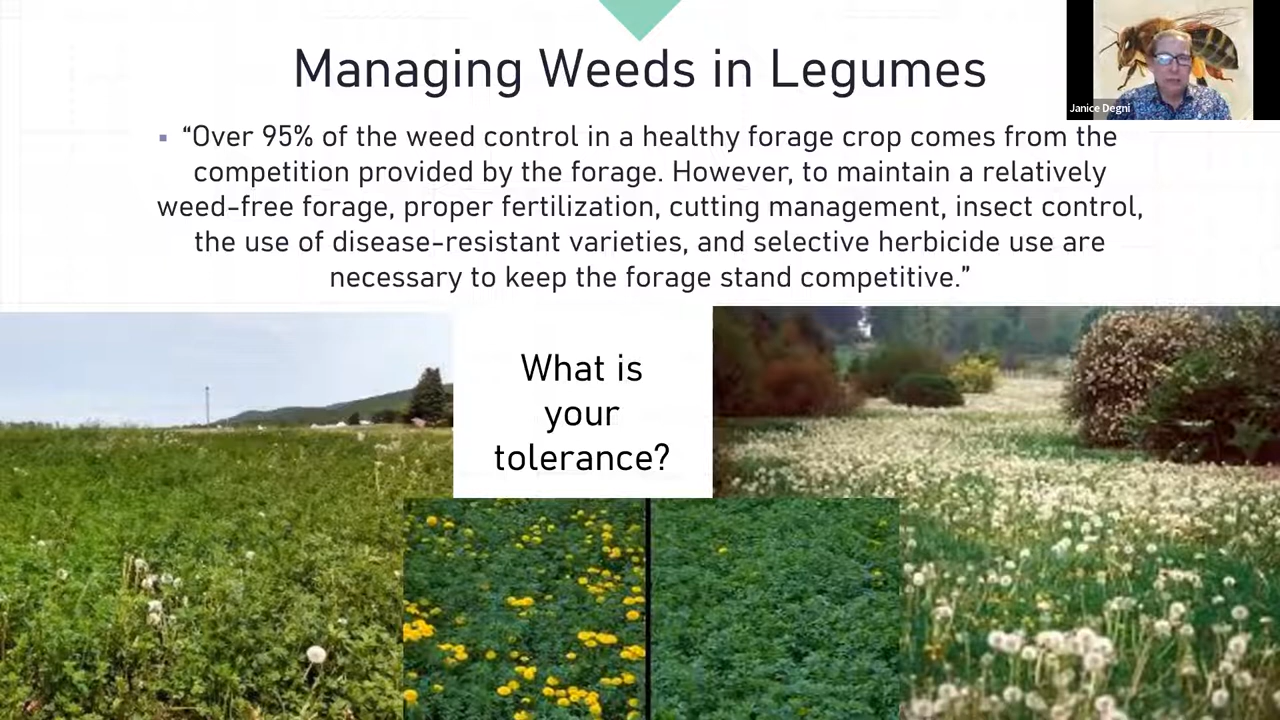 Managing Weeds in Legumes
Janice Degni
▪ “Over 95% of the weed control in a healthy forage crop comes from the
competition provided by the forage. However, to maintain a relatively
weed-free forage, proper fertilization, cutting management, insect control,
the use of disease-resistant varieties, and selective herbicide use are
necessary to keep the forage stand competitive.”
What is
your
tolerance?